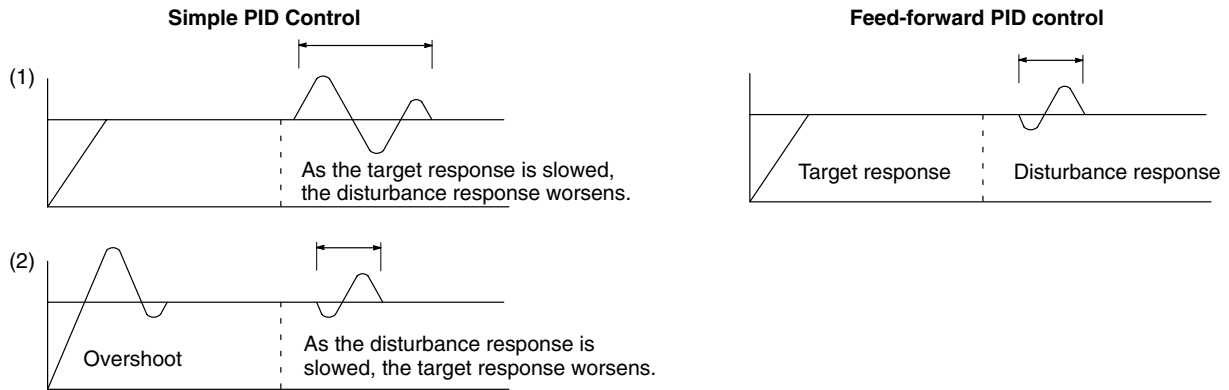 Simple PID Control
(1)
As the target response is slowed,
the disturbance response worsens.
(2)
Overshoot
As the disturbance response is
slowed, the target response worsens.
Feed-forward PID control
Target response
Disturbance response